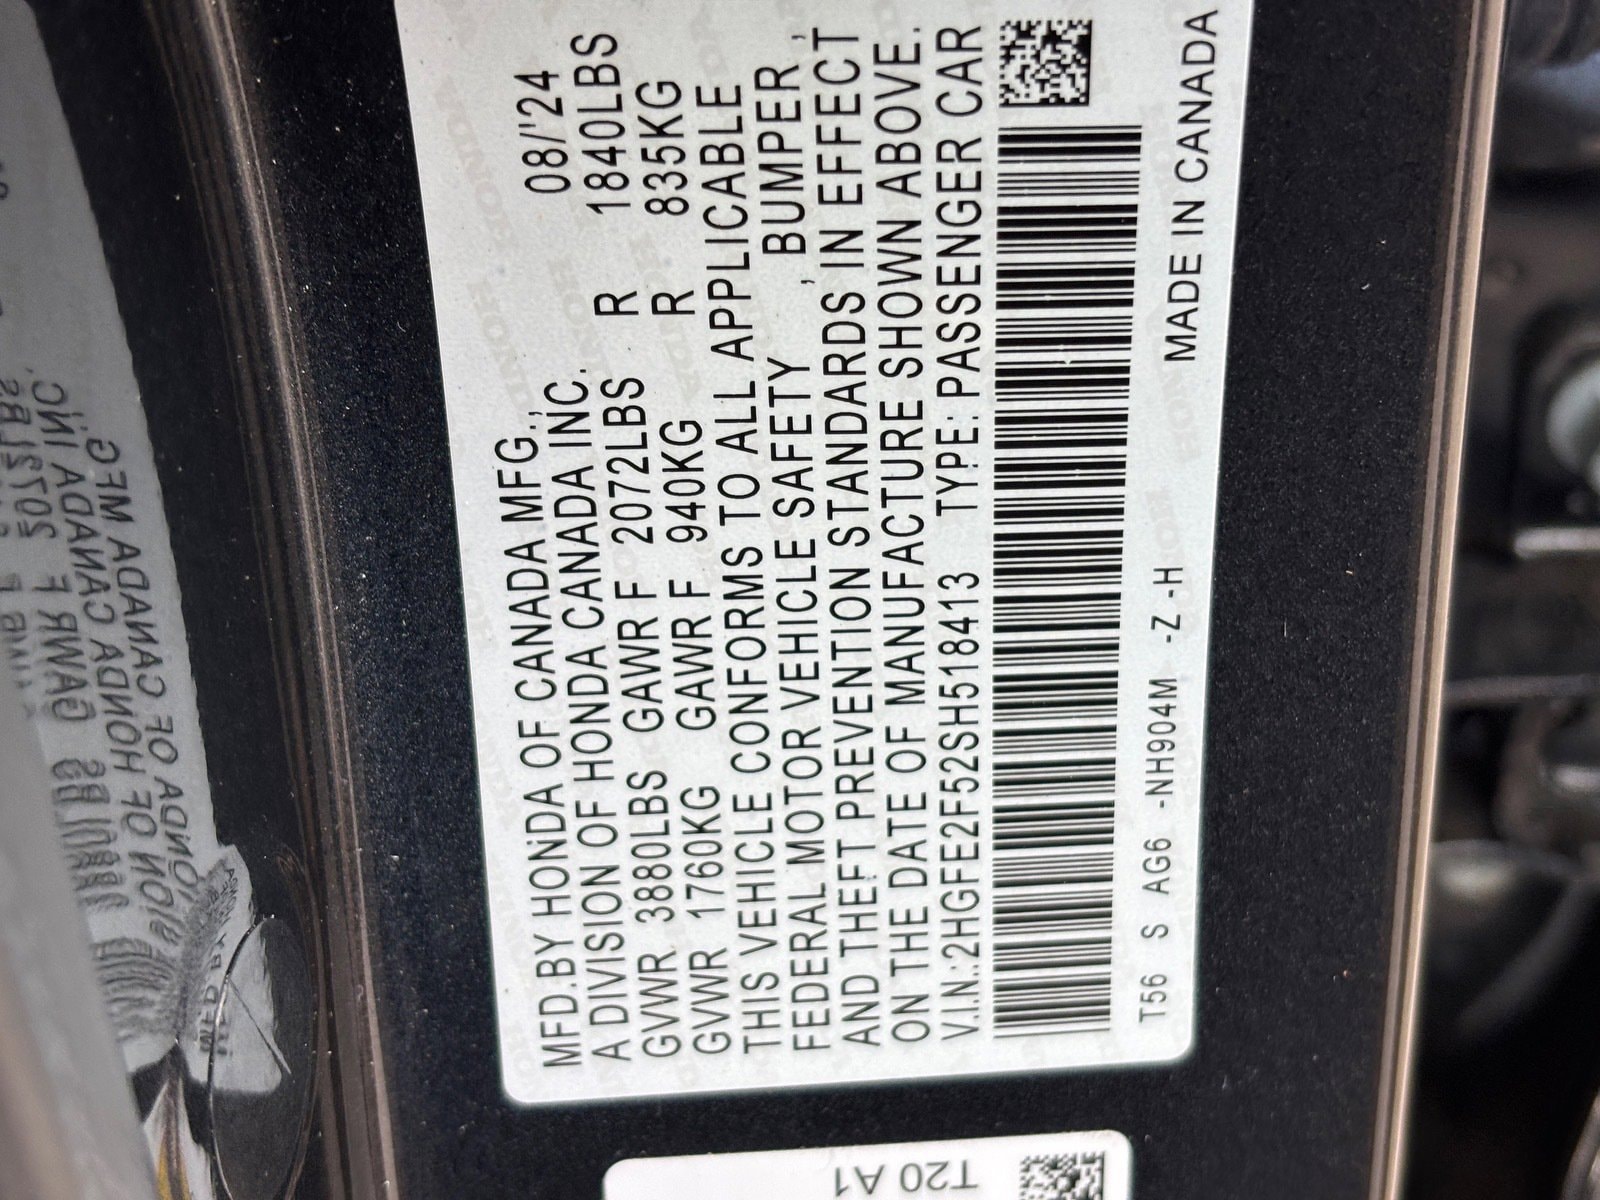 MFD.BY HONDA OF CANADA MFG., 08/'24
A DIVISION OF HONDA CANADA INC.
GVWR 3880LBS GAWR F 2072LBS R 1840LBS
GVWR 1760KG GAWR F 940KG R 835KG
THIS VEHICLE CONFORMS TO ALL APPLICABLE
FEDERAL MOTOR VEHICLE SAFETY , BUMPER ,
AND THEFT PREVENTION STANDARDS IN EFFECT
ON THE DATE OF MANUFACTURE SHOWN ABOVE.
V.I.N.:2HGFE2F52SH518413 TYPE: PASSENGER CAR
T56 S AG6 -NH904M -Z -H MADE IN CANADA
T20 A1